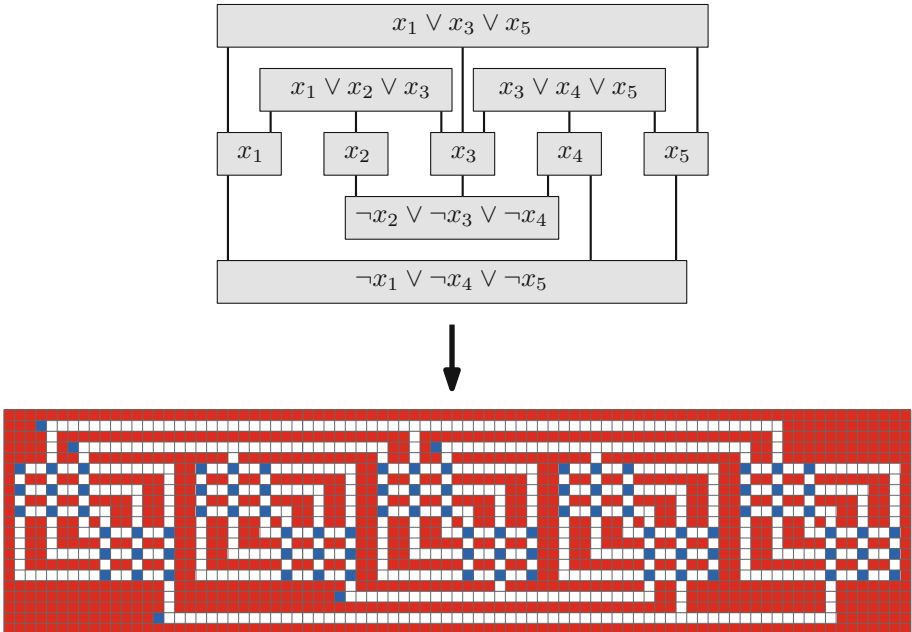 x₁ ∨ x₃ ∨ x₅
x₁ ∨ x₂ ∨ x₃ x₃ ∨ x₄ ∨ x₅
x₁ x₂ x₃ x₄ x₅
¬x₂ ∨ ¬x₃ ∨ ¬x₄
¬x₁ ∨ ¬x₄ ∨ ¬x₅